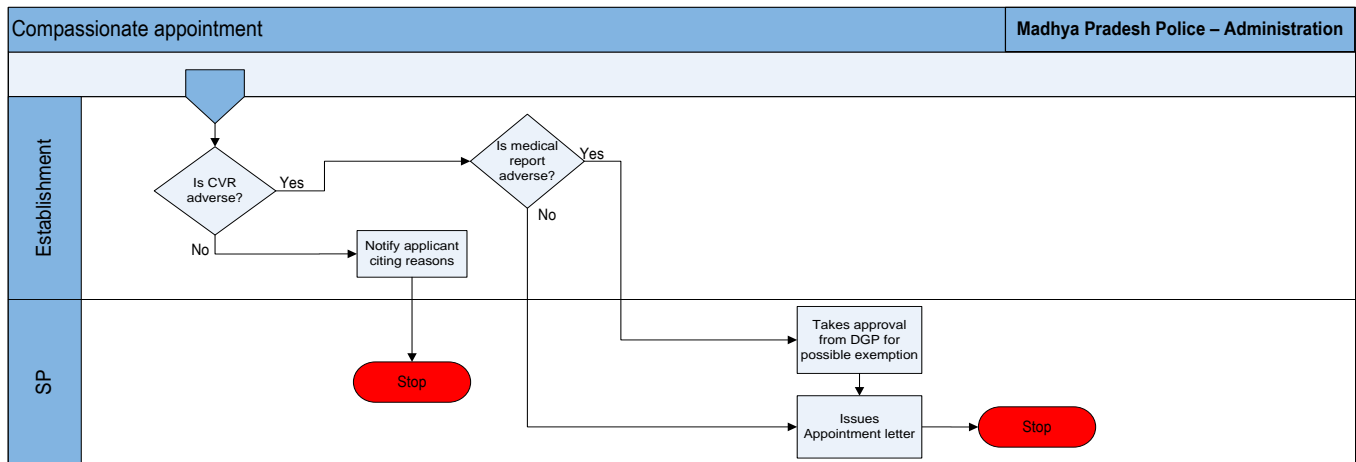 Compassionate appointment
Madhya Pradesh Police – Administration
Establishment
Is CVR
adverse?
Yes
No
Notify applicant
citing reasons
Is medical
report
adverse?
Yes
No
SP
Stop
Takes approval
from DGP for
possible exemption
Issues
Appointment letter
Stop